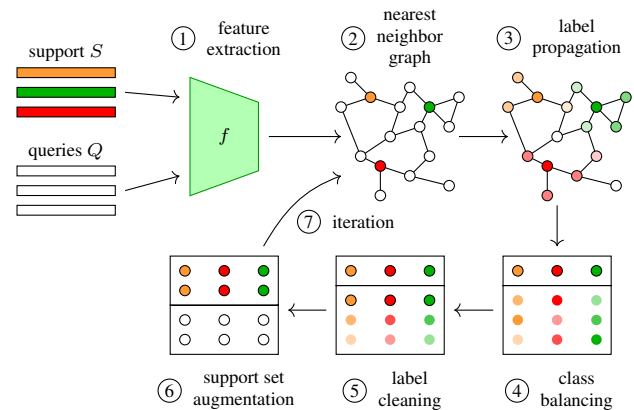 support S
queries Q
① feature
extraction
f
② nearest
neighbor
graph
③ label
propagation
⑦ iteration
⑥ support set
augmentation
⑤ label
cleaning
④ class
balancing